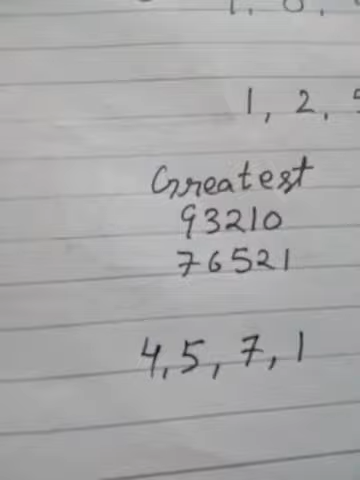 1, 2,
Greatest
93210
76521
4, 5, 7, 1